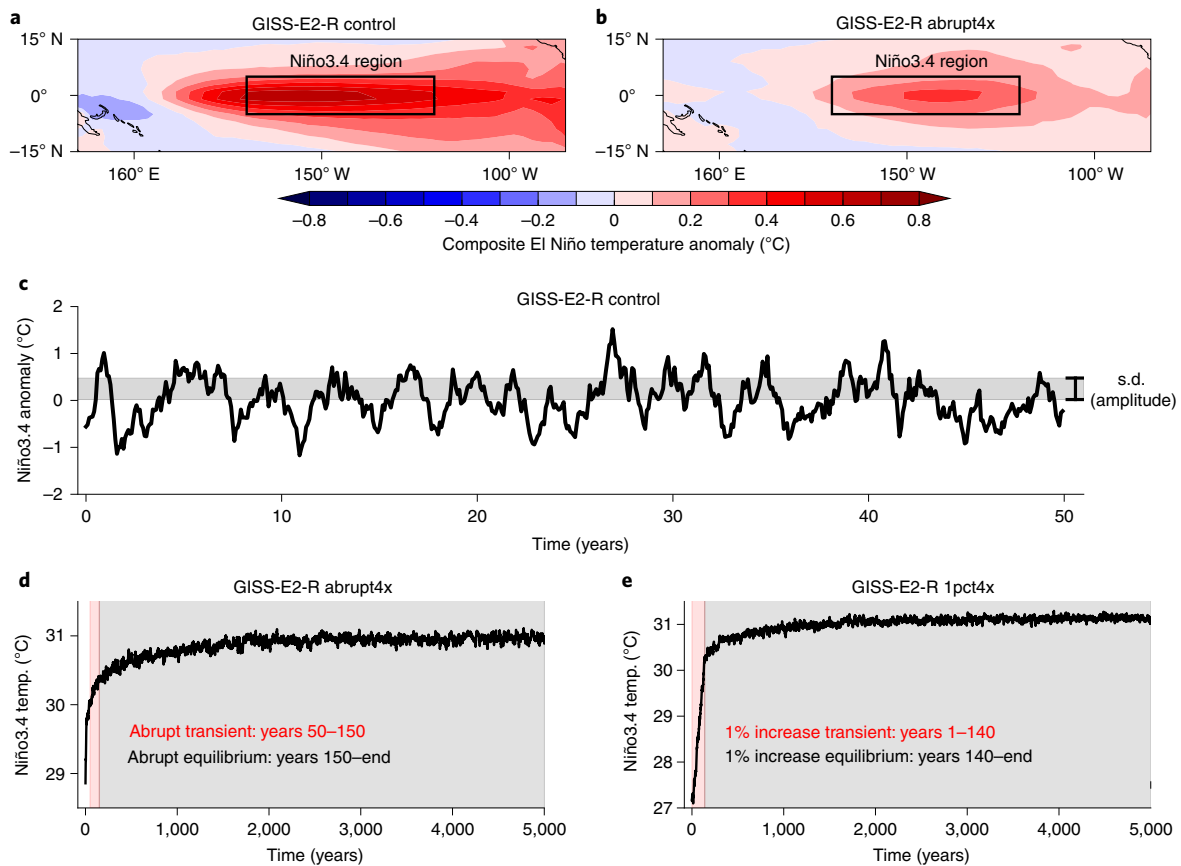 a
GISS-E2-R control
15° N
0°
−15° N
Niño3.4 region
160° E
150° W
100° W
b
GISS-E2-R abrupt4x
15° N
0°
−15° N
Niño3.4 region
160° E
150° W
100° W
−0.8 −0.6 −0.4 −0.2 0 0.2 0.4 0.6 0.8
Composite El Niño temperature anomaly (°C)
c
GISS-E2-R control
Niño3.4 anomaly (°C)
2
1
0
−1
−2
s.d.
(amplitude)
0 10 20 30 40 50
Time (years)
d
GISS-E2-R abrupt4x
Niño3.4 temp. (°C)
31
30
29
Abrupt transient: years 50–150
Abrupt equilibrium: years 150–end
0 1,000 2,000 3,000 4,000 5,000
Time (years)
e
GISS-E2-R 1pct4x
Niño3.4 temp. (°C)
31
30
29
28
27
1% increase transient: years 1–140
1% increase equilibrium: years 140–end
0 1,000 2,000 3,000 4,000 5,000
Time (years)